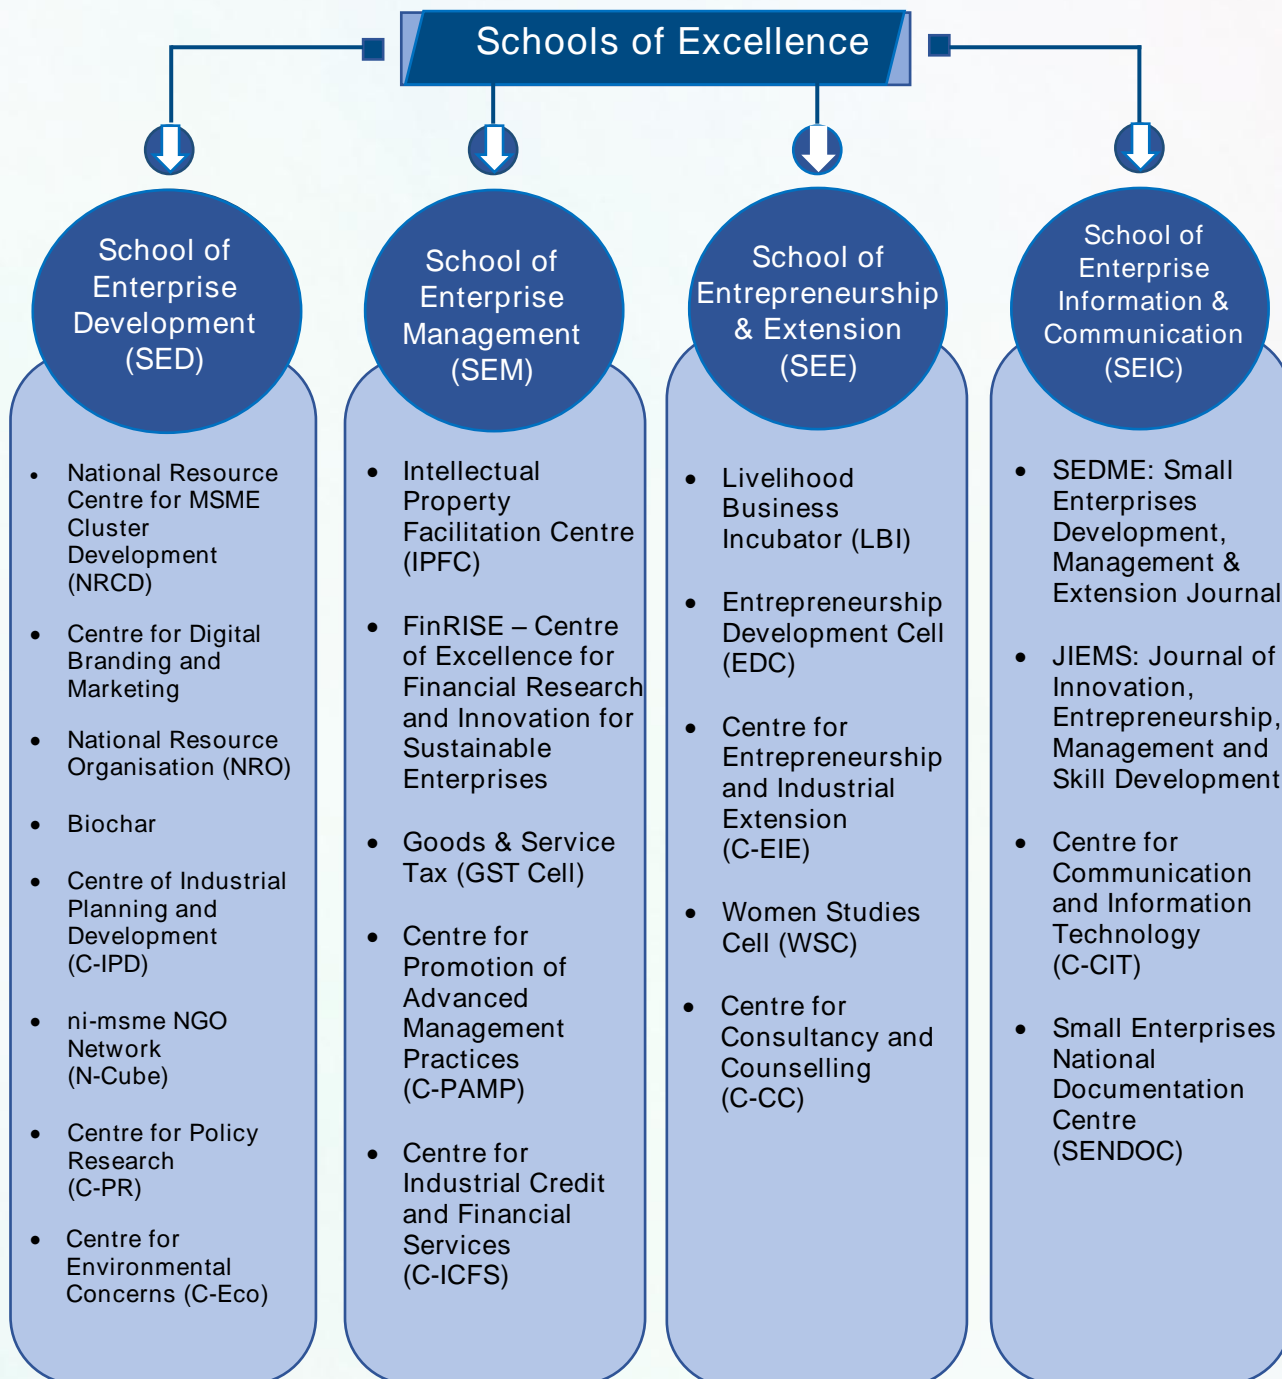 Schools of Excellence
School of
Enterprise
Development
(SED)
• National Resource
Centre for MSME
Cluster
Development
(NRCD)
• Centre for Digital
Branding and
Marketing
• National Resource
Organisation (NRO)
• Biochar
• Centre of Industrial
Planning and
Development
(C-IPD)
• ni-msme NGO
Network
(N-Cube)
• Centre for Policy
Research
(C-PR)
• Centre for
Environmental
Concerns (C-Eco)
School of
Enterprise
Management
(SEM)
• Intellectual
Property
Facilitation Centre
(IPFC)
• FinRISE – Centre
of Excellence for
Financial Research
and Innovation for
Sustainable
Enterprises
• Goods & Service
Tax (GST Cell)
• Centre for
Promotion of
Advanced
Management
Practices
(C-PAMP)
• Centre for
Industrial Credit
and Financial
Services
(C-ICFS)
School of
Entrepreneurship
& Extension
(SEE)
• Livelihood
Business
Incubator (LBI)
• Entrepreneurship
Development Cell
(EDC)
• Centre for
Entrepreneurship
and Industrial
Extension
(C-EIE)
• Women Studies
Cell (WSC)
• Centre for
Consultancy and
Counselling
(C-CC)
School of
Enterprise
Information &
Communication
(SEIC)
• SEDME: Small
Enterprises
Development,
Management &
Extension Journal
• JIEMS: Journal of
Innovation,
Entrepreneurship,
Management and
Skill Development
• Centre for
Communication
and Information
Technology
(C-CIT)
• Small Enterprises
National
Documentation
Centre
(SENDOC)